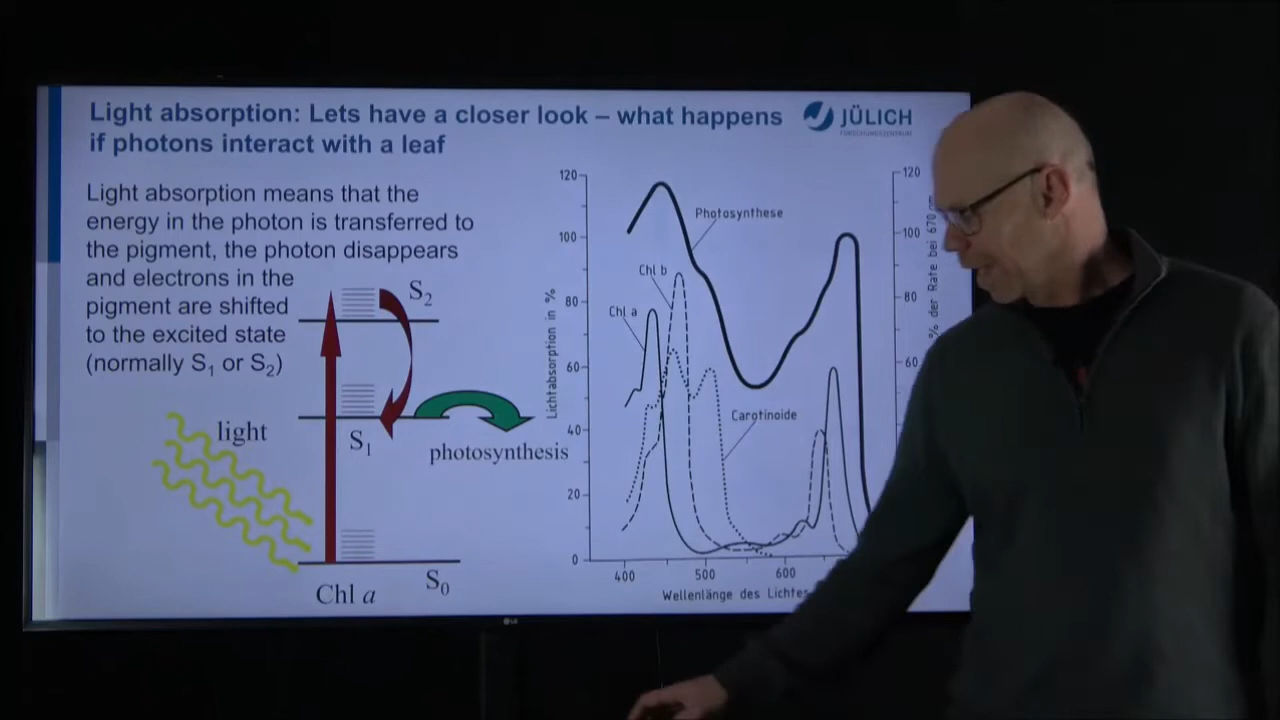 Light absorption: Lets have a closer look – what happens
if photons interact with a leaf
JÜLICH
FORSCHUNGSZENTRUM
Light absorption means that the
energy in the photon is transferred to
the pigment, the photon disappears
and electrons in the
pigment are shifted
to the excited state
(normally S1 or S2)
S2
S1
light
photosynthesis
S0
Chl a
120
100
80
60
40
20
0
Lichtabsorption in %
Photosynthese
Chl b
Chl a
Carotinoide
400
500
600
Wellenlänge des Lichtes
120
100
80
60
% der Rate bei 670
LG